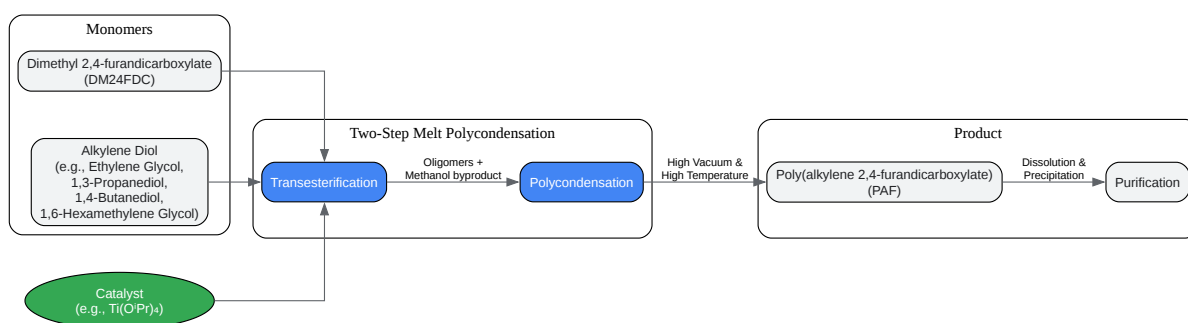 Monomers
Dimethyl 2,4-furandicarboxylate
(DM24FDC)
Alkylene Diol
(e.g., Ethylene Glycol,
1,3-Propanediol,
1,4-Butanediol,
1,6-Hexamethylene Glycol)
Catalyst
(e.g., Ti(OⁱPr)₄)
Two-Step Melt Polycondensation
Transesterification
Oligomers +
Methanol byproduct
Polycondensation
High Vacuum &
High Temperature
Product
Poly(alkylene 2,4-furandicarboxylate)
(PAF)
Dissolution &
Precipitation
Purification